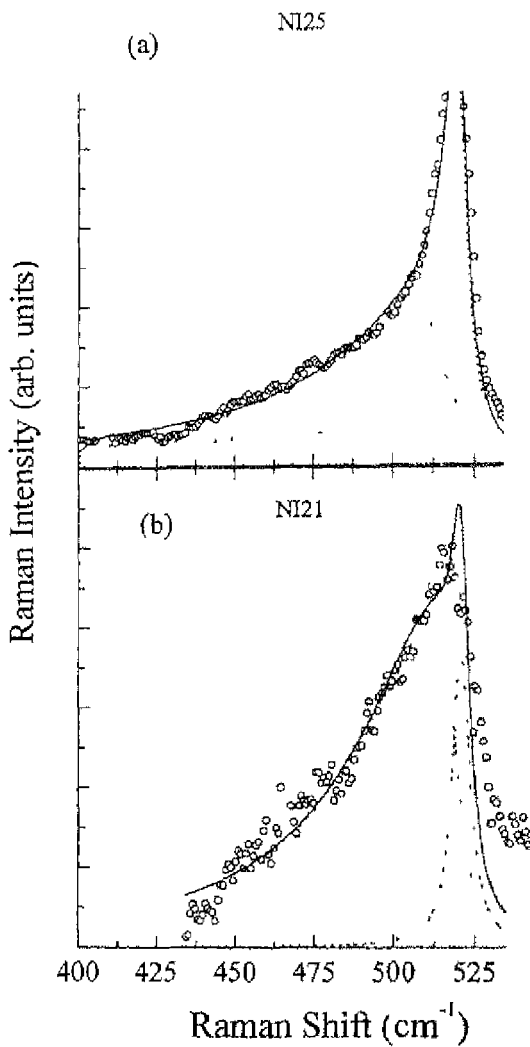 NI25
(a)
(b)
NI21
Raman Intensity (arb. units)
400 425 450 475 500 525
Raman Shift (cm⁻¹)